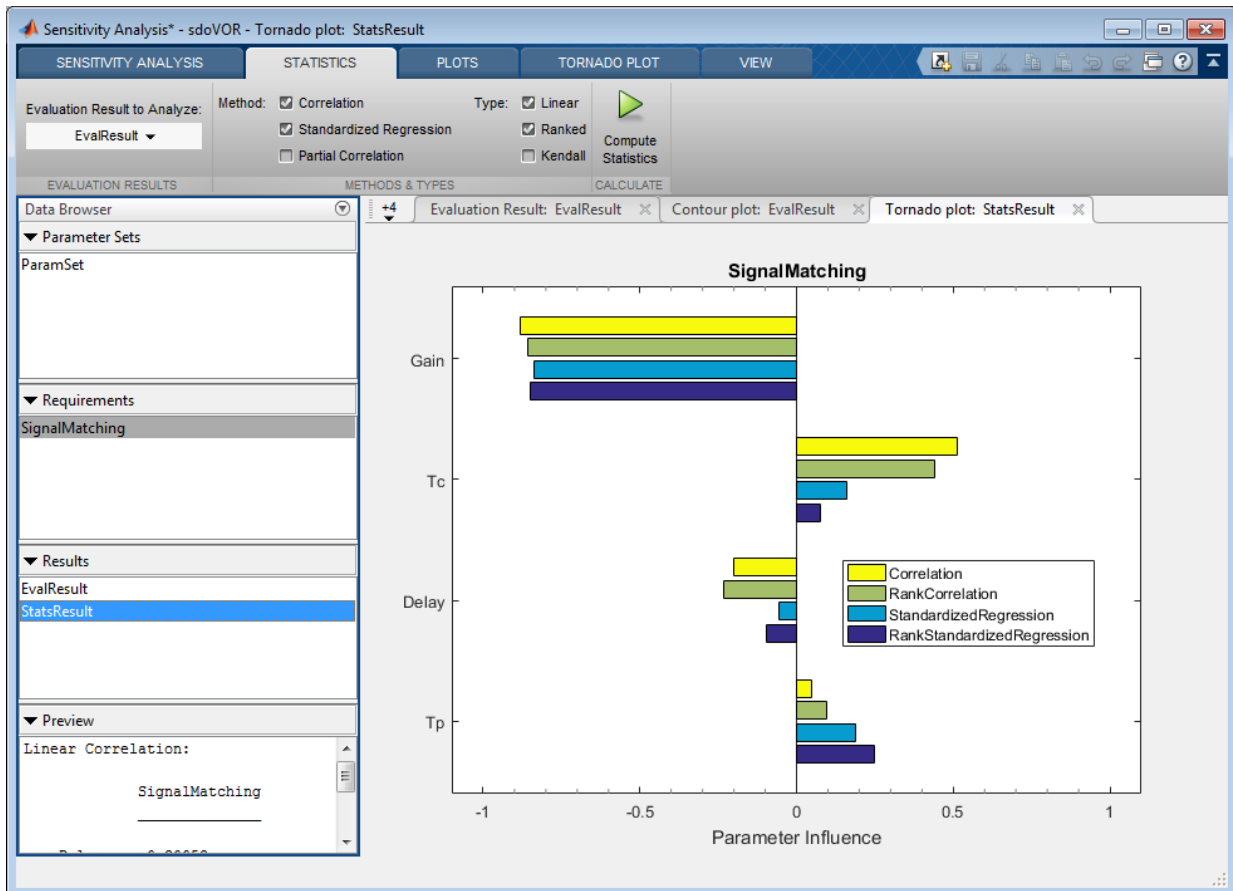 Sensitivity Analysis* - sdoVOR - Tornado plot: StatsResult
SENSITIVITY ANALYSIS STATISTICS PLOTS TORNADO PLOT VIEW
Evaluation Result to Analyze:
EvalResult
EVALUATION RESULTS
Method: Correlation
Standardized Regression
Partial Correlation
Type: Linear
Ranked
Kendall
METHODS & TYPES
Compute
Statistics
CALCULATE
Data Browser
Parameter Sets
ParamSet
Requirements
SignalMatching
Results
EvalResult
StatsResult
Preview
Linear Correlation:
SignalMatching
+4 Evaluation Result: EvalResult Contour plot: EvalResult Tornado plot: StatsResult
SignalMatching
Gain
Tc
Delay
Tp
Correlation
RankCorrelation
StandardizedRegression
RankStandardizedRegression
-1 -0.5 0 0.5 1
Parameter Influence